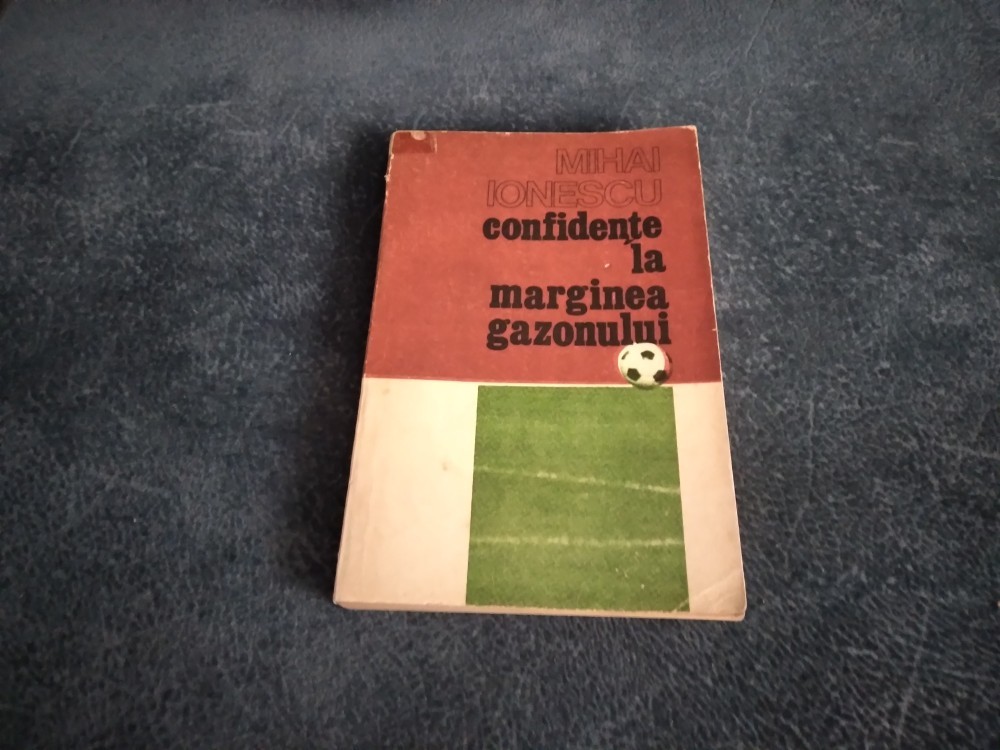 MIHAI
IONESCU
confidențe
la
marginea
gazonului